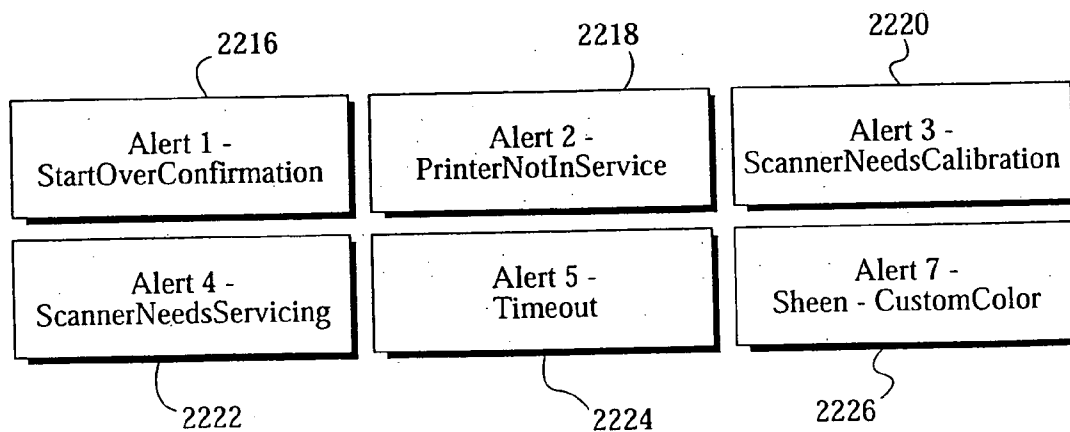 2216
2218
2220
Alert 1 -
StartOverConfirmation
Alert 2 -
PrinterNotInService
Alert 3 -
ScannerNeedsCalibration
Alert 4 -
ScannerNeedsServicing
Alert 5 -
Timeout
Alert 7 -
Sheen - CustomColor
2222
2224
2226